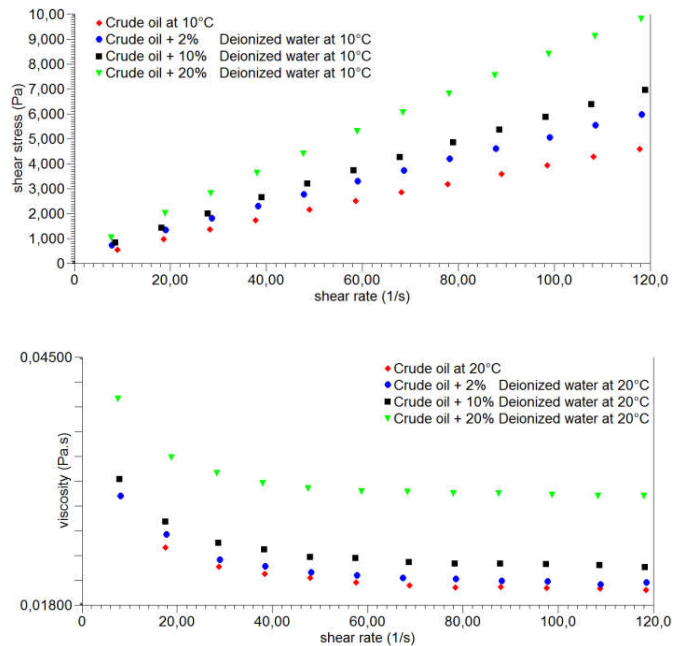 10,00
9,000
8,000
7,000
6,000
5,000
4,000
3,000
2,000
1,000
0
shear stress (Pa)
Crude oil at 10°C
Crude oil + 2% Deionized water at 10°C
Crude oil + 10% Deionized water at 10°C
Crude oil + 20% Deionized water at 10°C
0 20,00 40,00 60,00 80,00 100,0 120,0
shear rate (1/s)
0,04500
viscosity (Pa.s)
0,01800
Crude oil at 20°C
Crude oil + 2% Deionized water at 20°C
Crude oil + 10% Deionized water at 20°C
Crude oil + 20% Deionized water at 20°C
0 20,00 40,00 60,00 80,00 100,0 120,0
shear rate (1/s)